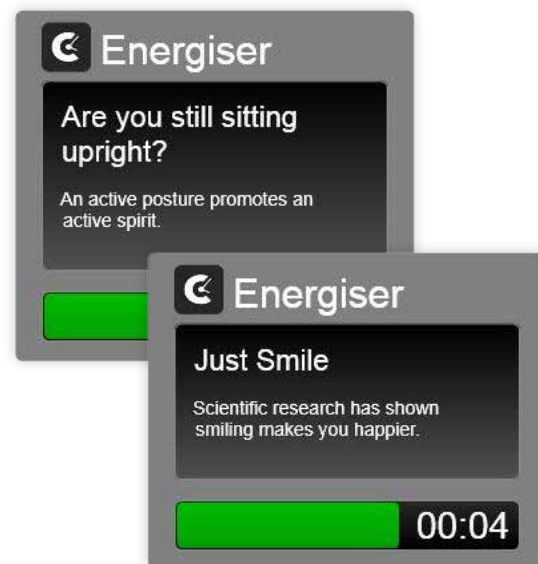 Energiser
Are you still sitting
upright?
An active posture promotes an
active spirit.
Energiser
Just Smile
Scientific research has shown
smiling makes you happier.
00:04